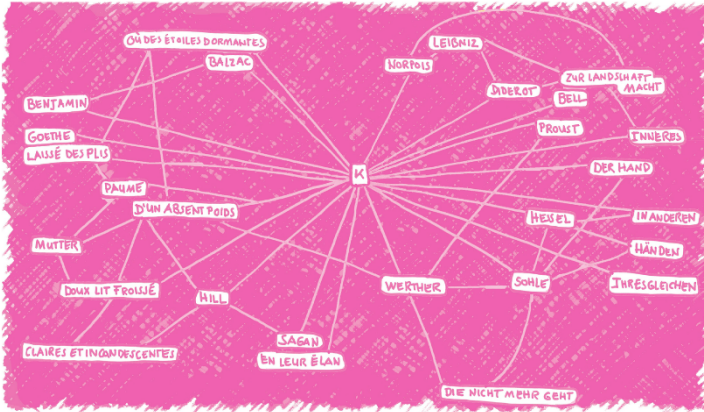 OÙ DES ÉTOILES DORMANTES
LEIBNIZ
BALZAC
NORPOIS
ZUR LANDSCHAFT
MACHT
DIDEROT
BELL
BENJAMIN
PROUST
GOETHE
INNERES
LAISSÉ DES PLIS
DER HAND
K
PAUME
D'UN ABSENT POIDS
HESSEL
IN ANDEREN
MUTTER
HÄNDEN
DOUX LIT FROISSÉ
WERTHER
SOHLE
IHRESGLEICHEN
HILL
SAGAN
CLAIRES ET INCANDESCENTES
EN LEUR ÉLAN
DIE NICHT MEHR GEHT